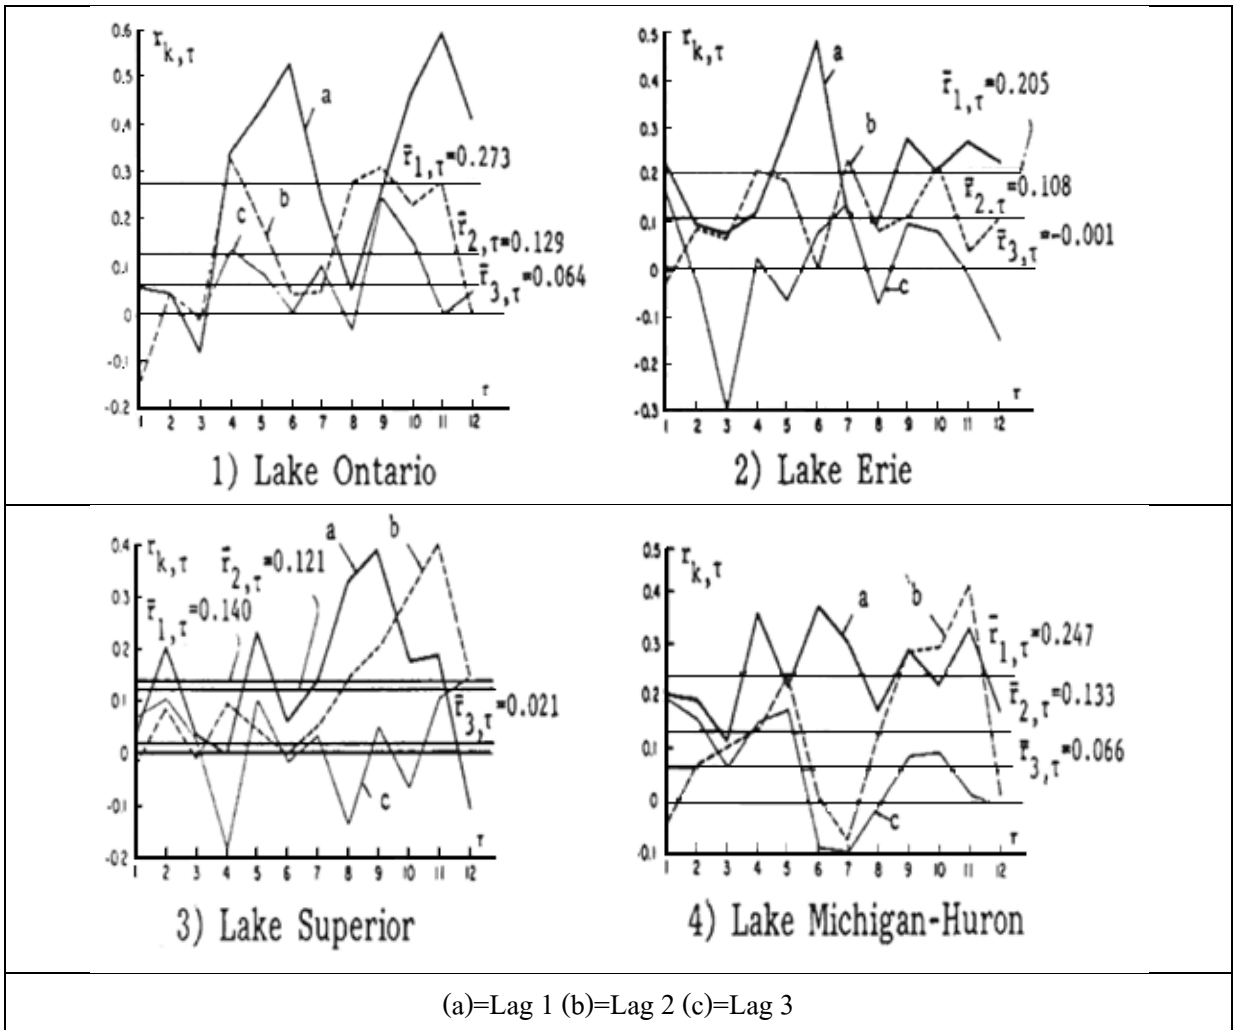 0.6
r k,τ
0.5
a
0.4
r̄ 1,τ =0.273
0.3
b
c
0.2
r̄ 2,τ =0.129
0.1
r̄ 3,τ =0.064
0
-0.1
τ
-0.2
1 2 3 4 5 6 7 8 9 10 11 12
1) Lake Ontario
0.5
r k,τ
a
0.4
r̄ 1,τ =0.205
b
0.3
0.2
r̄ 2,τ =0.108
0.1
r̄ 3,τ =-0.001
0
c
-0.1
-0.2
τ
-0.3
1 2 3 4 5 6 7 8 9 10 11 12
2) Lake Erie
0.4
r k,τ
r̄ 2,τ =0.121
a
b
0.3
r̄ 1,τ =0.140
0.2
0.1
r̄ 3,τ =0.021
0
c
-0.1
τ
-0.2
1 2 3 4 5 6 7 8 9 10 11 12
3) Lake Superior
0.5
r k,τ
0.4
a
b
r̄ 1,τ =0.247
0.3
0.2
r̄ 2,τ =0.133
0.1
r̄ 3,τ =0.066
0
c
τ
-0.1
1 2 3 4 5 6 7 8 9 10 11 12
4) Lake Michigan-Huron
(a)=Lag 1 (b)=Lag 2 (c)=Lag 3